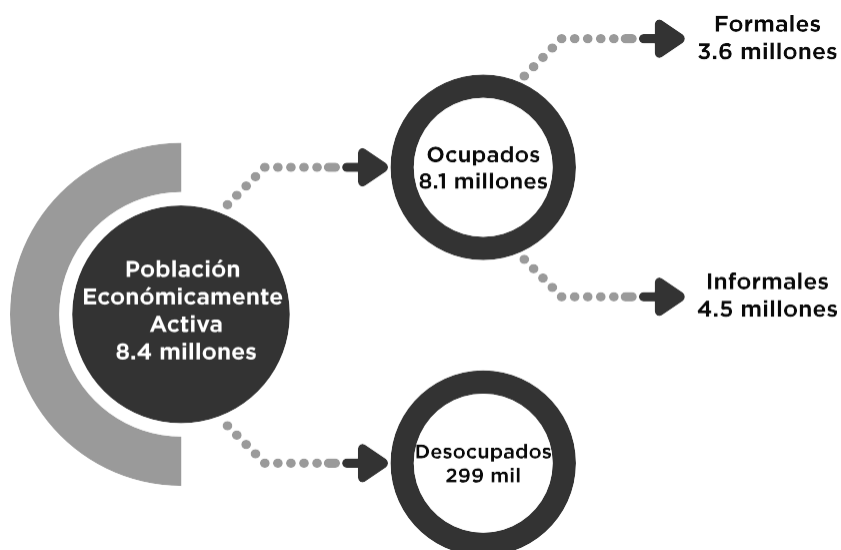 Formales
3.6 millones
Ocupados
8.1 millones
Población
Económicamente
Activa
8.4 millones
Informales
4.5 millones
Desocupados
299 mil